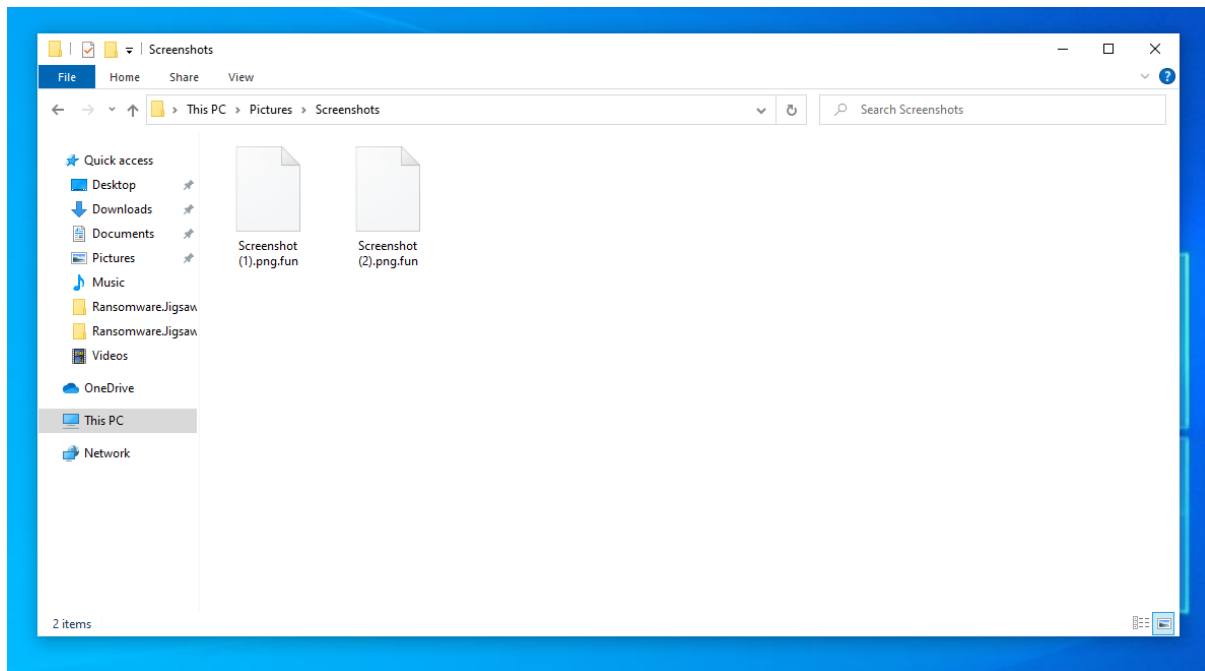 Screenshots
File Home Share View
This PC > Pictures > Screenshots
Search Screenshots
Quick access
Desktop
Downloads
Documents
Pictures
Music
Ransomware.Jigsaw
Ransomware.Jigsaw
Videos
OneDrive
This PC
Network
Screenshot
(1).png.fun
Screenshot
(2).png.fun
2 items